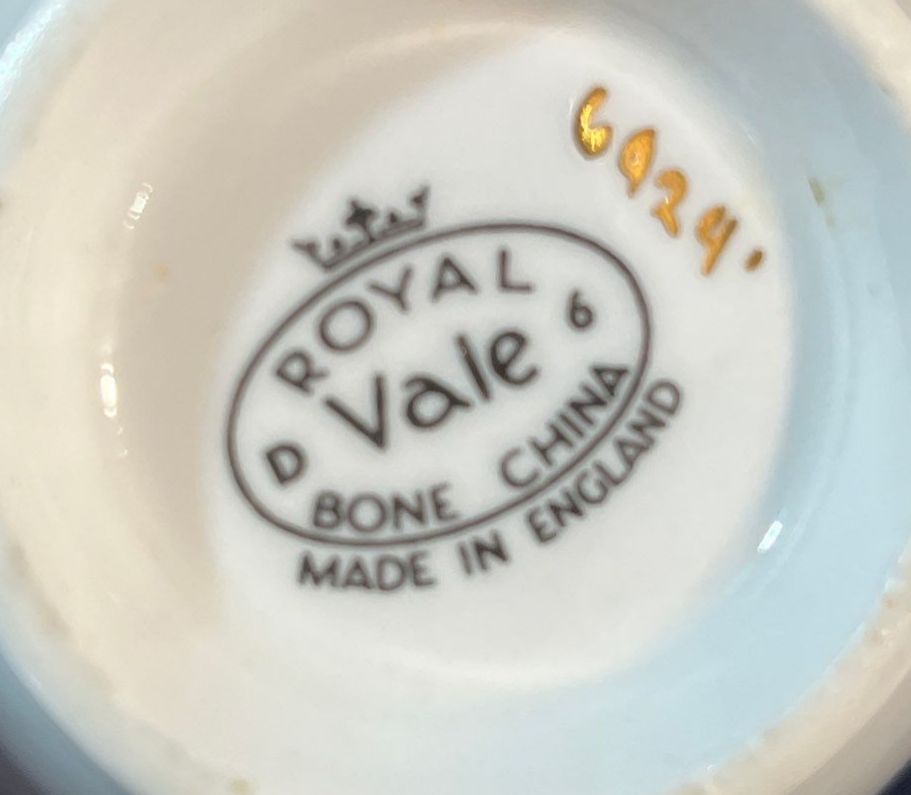 6924.
ROYAL
Vale
D 6
BONE CHINA
MADE IN ENGLAND